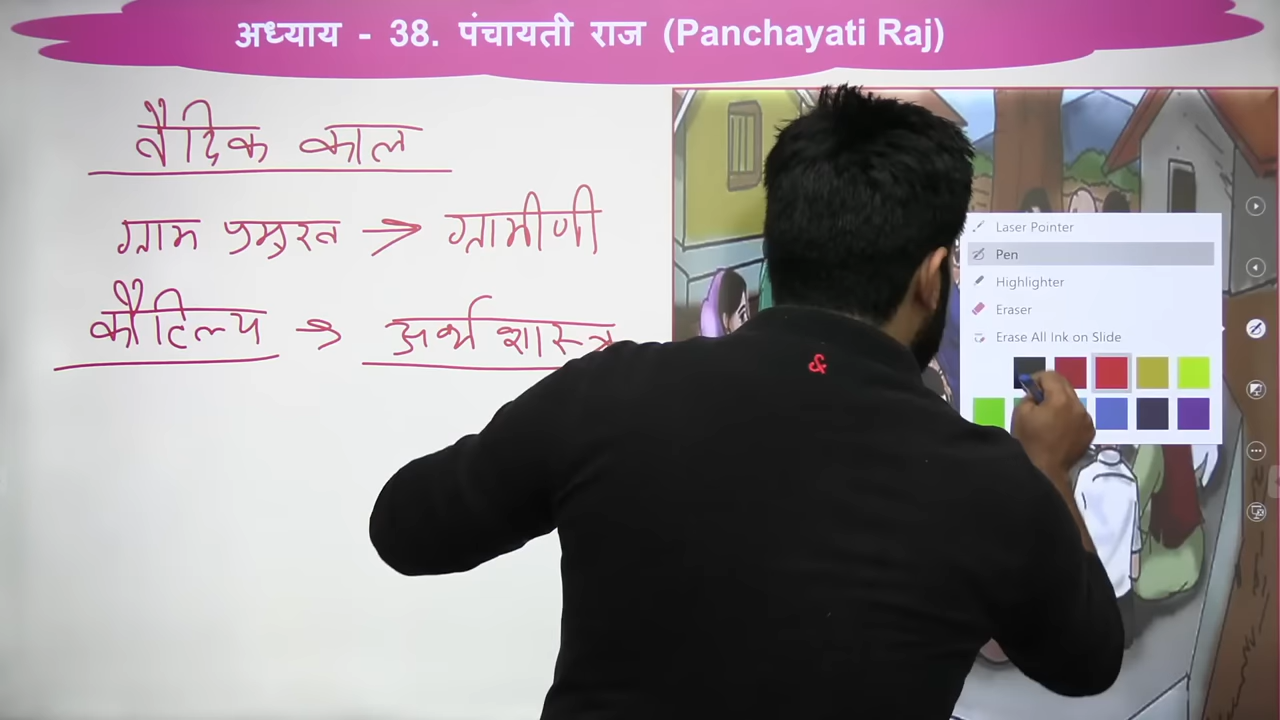 अध्याय - 38. पंचायती राज (Panchayati Raj)
वैदिक काल
ग्राम प्रमुख → ग्रामीणी
कौटिल्य → अर्थशास्त्र
Laser Pointer
Pen
Highlighter
Eraser
Erase All Ink on Slide